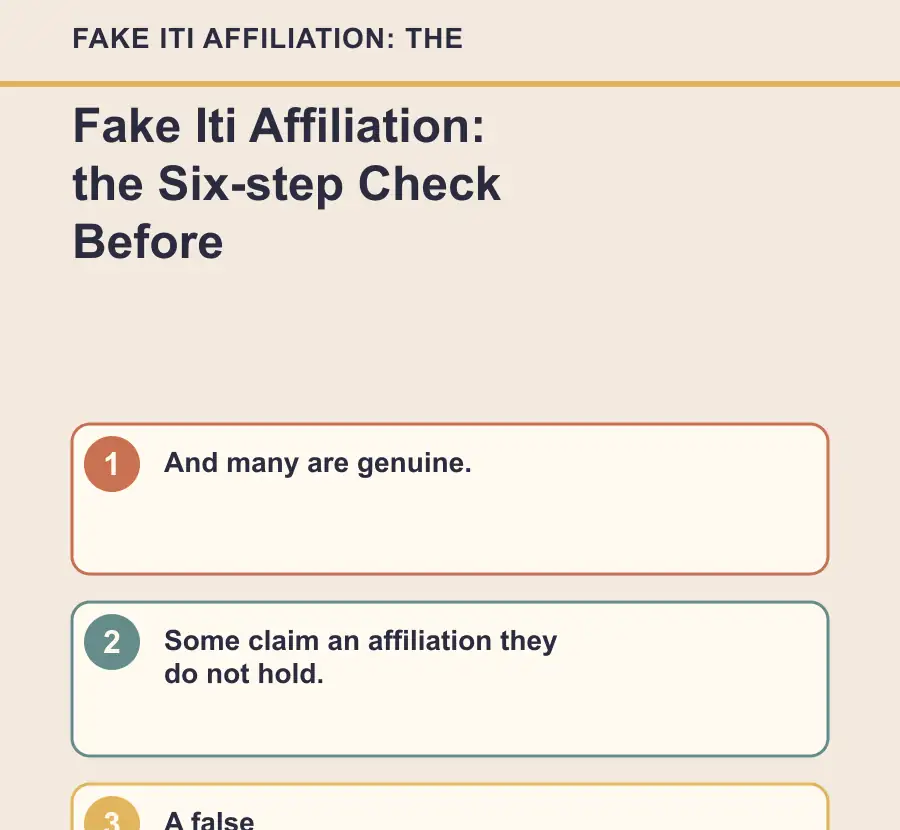 FAKE ITI AFFILIATION: THE
Fake Iti Affiliation:
the Six-step Check
Before
1
And many are genuine.
2
Some claim an affiliation they
do not hold.
3
A false